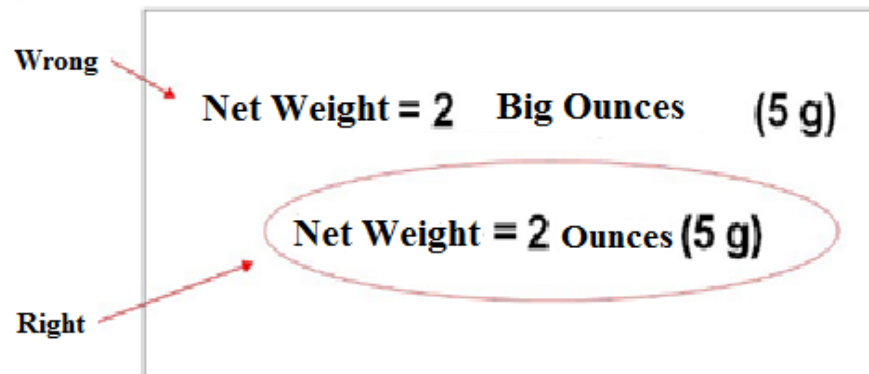 Wrong
Net Weight = 2 Big Ounces (5 g)
Net Weight = 2 Ounces (5 g)
Right